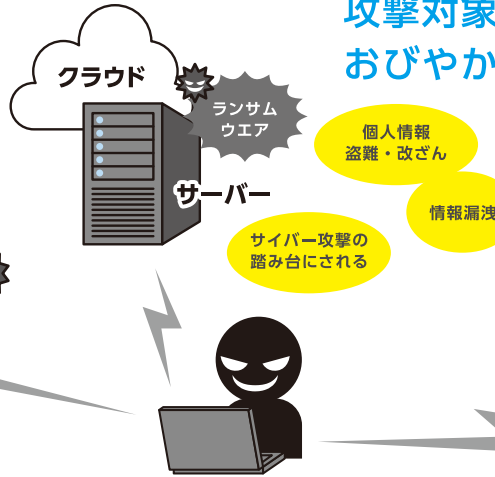 攻撃対象
おびやか
クラウド
ランサム
ウエア
サーバー
個人情報
盗難・改ざん
情報漏洩
サイバー攻撃の
踏み台にされる